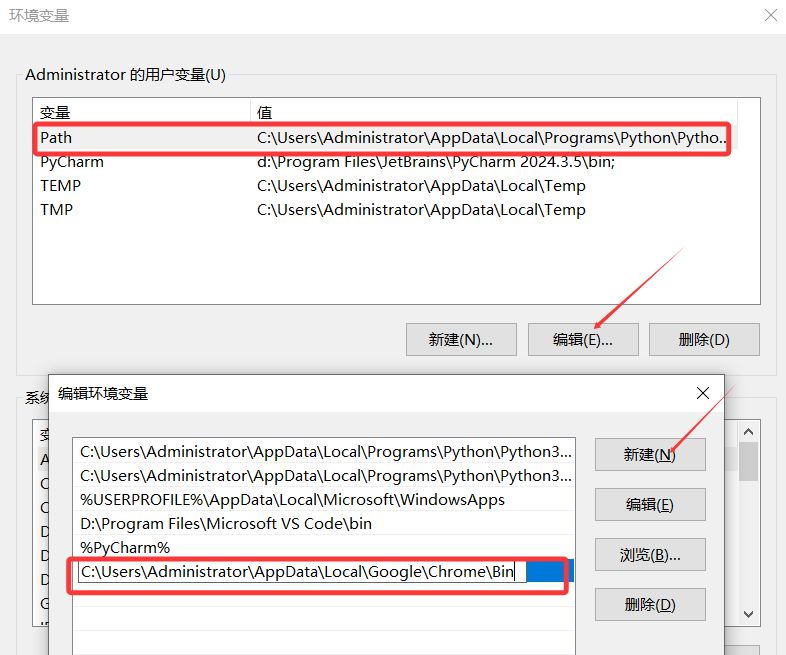 环境变量
Administrator 的用户变量(U)
变量 值
Path C:\Users\Administrator\AppData\Local\Programs\Python\Pytho...
PyCharm d:\Program Files\JetBrains\PyCharm 2024.3.5\bin;
TEMP C:\Users\Administrator\AppData\Local\Temp
TMP C:\Users\Administrator\AppData\Local\Temp
新建(N)... 编辑(E)... 删除(D)
系统
编辑环境变量
C:\Users\Administrator\AppData\Local\Programs\Python\Python3...
新建(N)
C:\Users\Administrator\AppData\Local\Programs\Python\Python3...
%USERPROFILE%\AppData\Local\Microsoft\WindowsApps
编辑(E)
D:\Program Files\Microsoft VS Code\bin
%PyCharm%
浏览(B)...
C:\Users\Administrator\AppData\Local\Google\Chrome\Bin
删除(D)